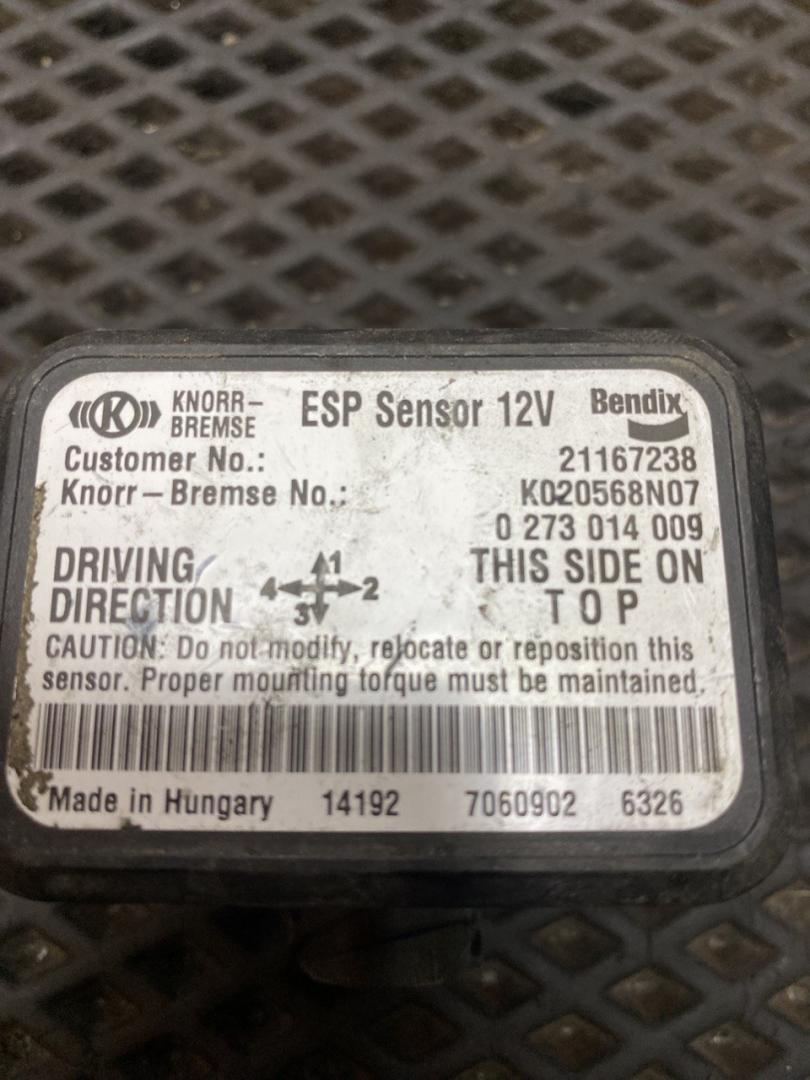 K KNORR-BREMSE ESP Sensor 12V Bendix
Customer No.: 21167238
Knorr-Bremse No.: K020568N07
0 273 014 009
DRIVING DIRECTION 1 2 3 4 THIS SIDE ON TOP
CAUTION: Do not modify, relocate or reposition this
sensor. Proper mounting torque must be maintained.
Made in Hungary 14192 7060902 6326